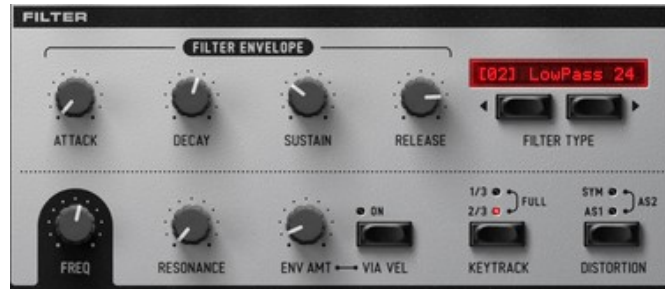 FILTER
FILTER ENVELOPE
[02] LowPass 24
ATTACK DECAY SUSTAIN RELEASE FILTER TYPE
1/3 FULL SYM AS2
ON 2/3 AS1
FREQ RESONANCE ENV AMT VIA VEL KEYTRACK DISTORTION